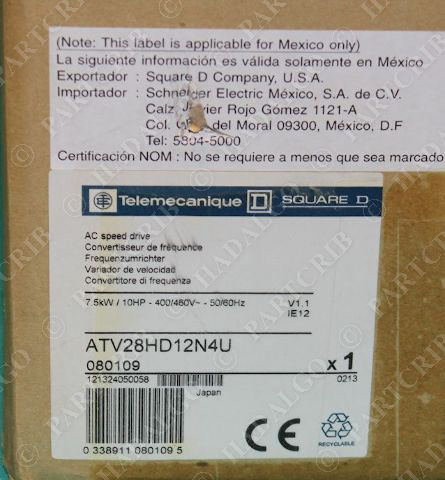 (Note: This label is applicable for Mexico only)
La siguiente información es válida solamente en México
Exportador : Square D Company, U.S.A.
Importador : Schneider Electric México, S.A. de C.V.
Calz. Javier Rojo Gómez 1121-A
Col. del Moral 09300, México, D.F
Tel: 5804-5000
Certificación NOM : No se requiere a menos que sea marcado
Telemecanique SQUARE D
AC speed drive
Convertisseur de fréquence
Frequenzumrichter
Variador de velocidad
Convertitore di frequenza
7.5kW / 10HP - 400/460V~ - 50/60Hz V1.1
IE12
ATV28HD12N4U
080109 x 1
121324050058 0213
Japan
CE
RECYCLABLE
0 338911 080109 5
© PARTCRIB © HADALGO